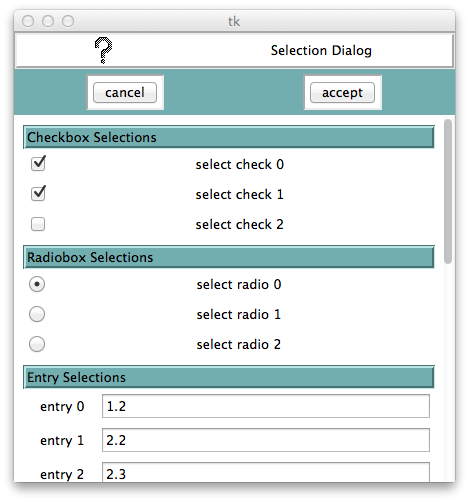 tk
? Selection Dialog
cancel accept
Checkbox Selections
select check 0
select check 1
select check 2
Radiobox Selections
select radio 0
select radio 1
select radio 2
Entry Selections
entry 0 1.2
entry 1 2.2
entry 2 2.3